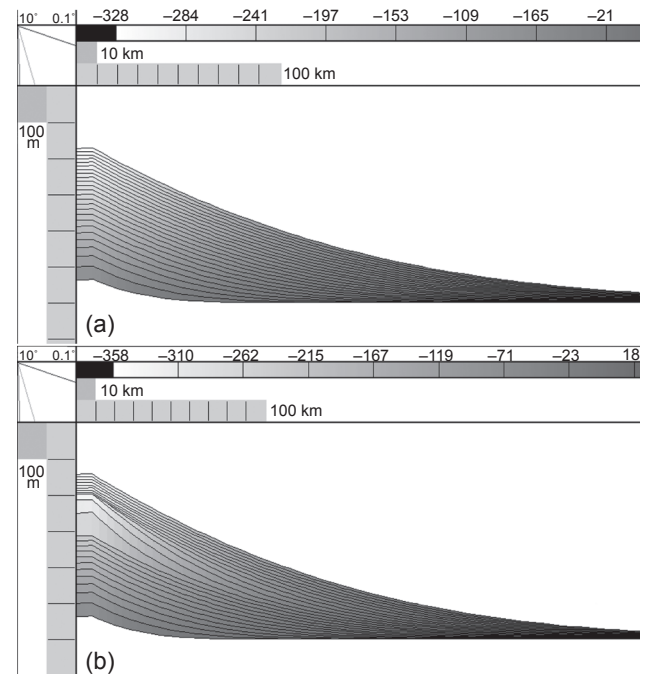 10° 0.1° –328 –284 –241 –197 –153 –109 –165 –21
10 km
100 km
100
m
(a)
10° 0.1° –358 –310 –262 –215 –167 –119 –71 –23 18
10 km
100 km
100
m
(b)